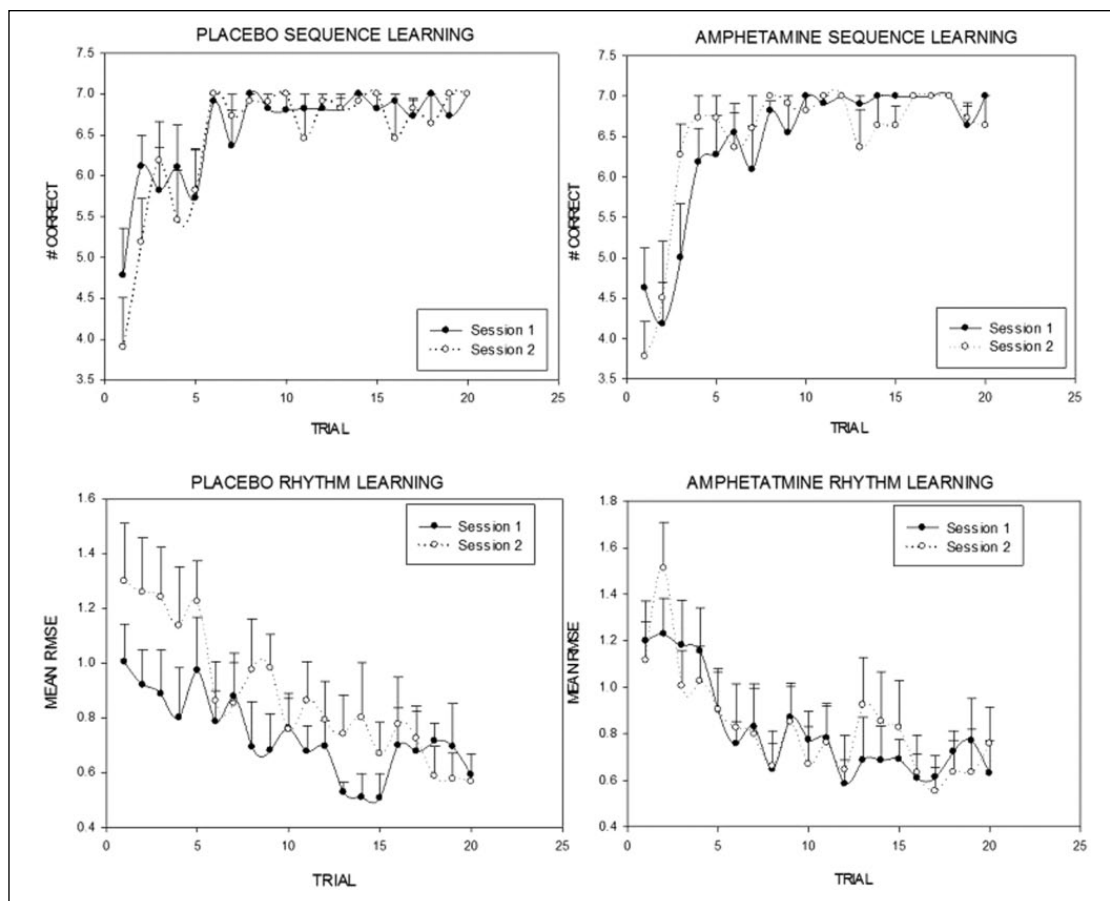 PLACEBO SEQUENCE LEARNING
7.5
7.0
6.5
6.0
5.5
5.0
4.5
4.0
3.5
# CORRECT
0 5 10 15 20 25
TRIAL
Session 1
Session 2
AMPHETAMINE SEQUENCE LEARNING
7.5
7.0
6.5
6.0
5.5
5.0
4.5
4.0
3.5
# CORRECT
0 5 10 15 20 25
TRIAL
Session 1
Session 2
PLACEBO RHYTHM LEARNING
1.6
1.4
1.2
1.0
0.8
0.6
0.4
MEAN RMSE
0 5 10 15 20 25
TRIAL
Session 1
Session 2
AMPHETATMINE RHYTHM LEARNING
1.8
1.6
1.4
1.2
1.0
0.8
0.6
0.4
MEAN RMSE
0 5 10 15 20 25
TRIAL
Session 1
Session 2